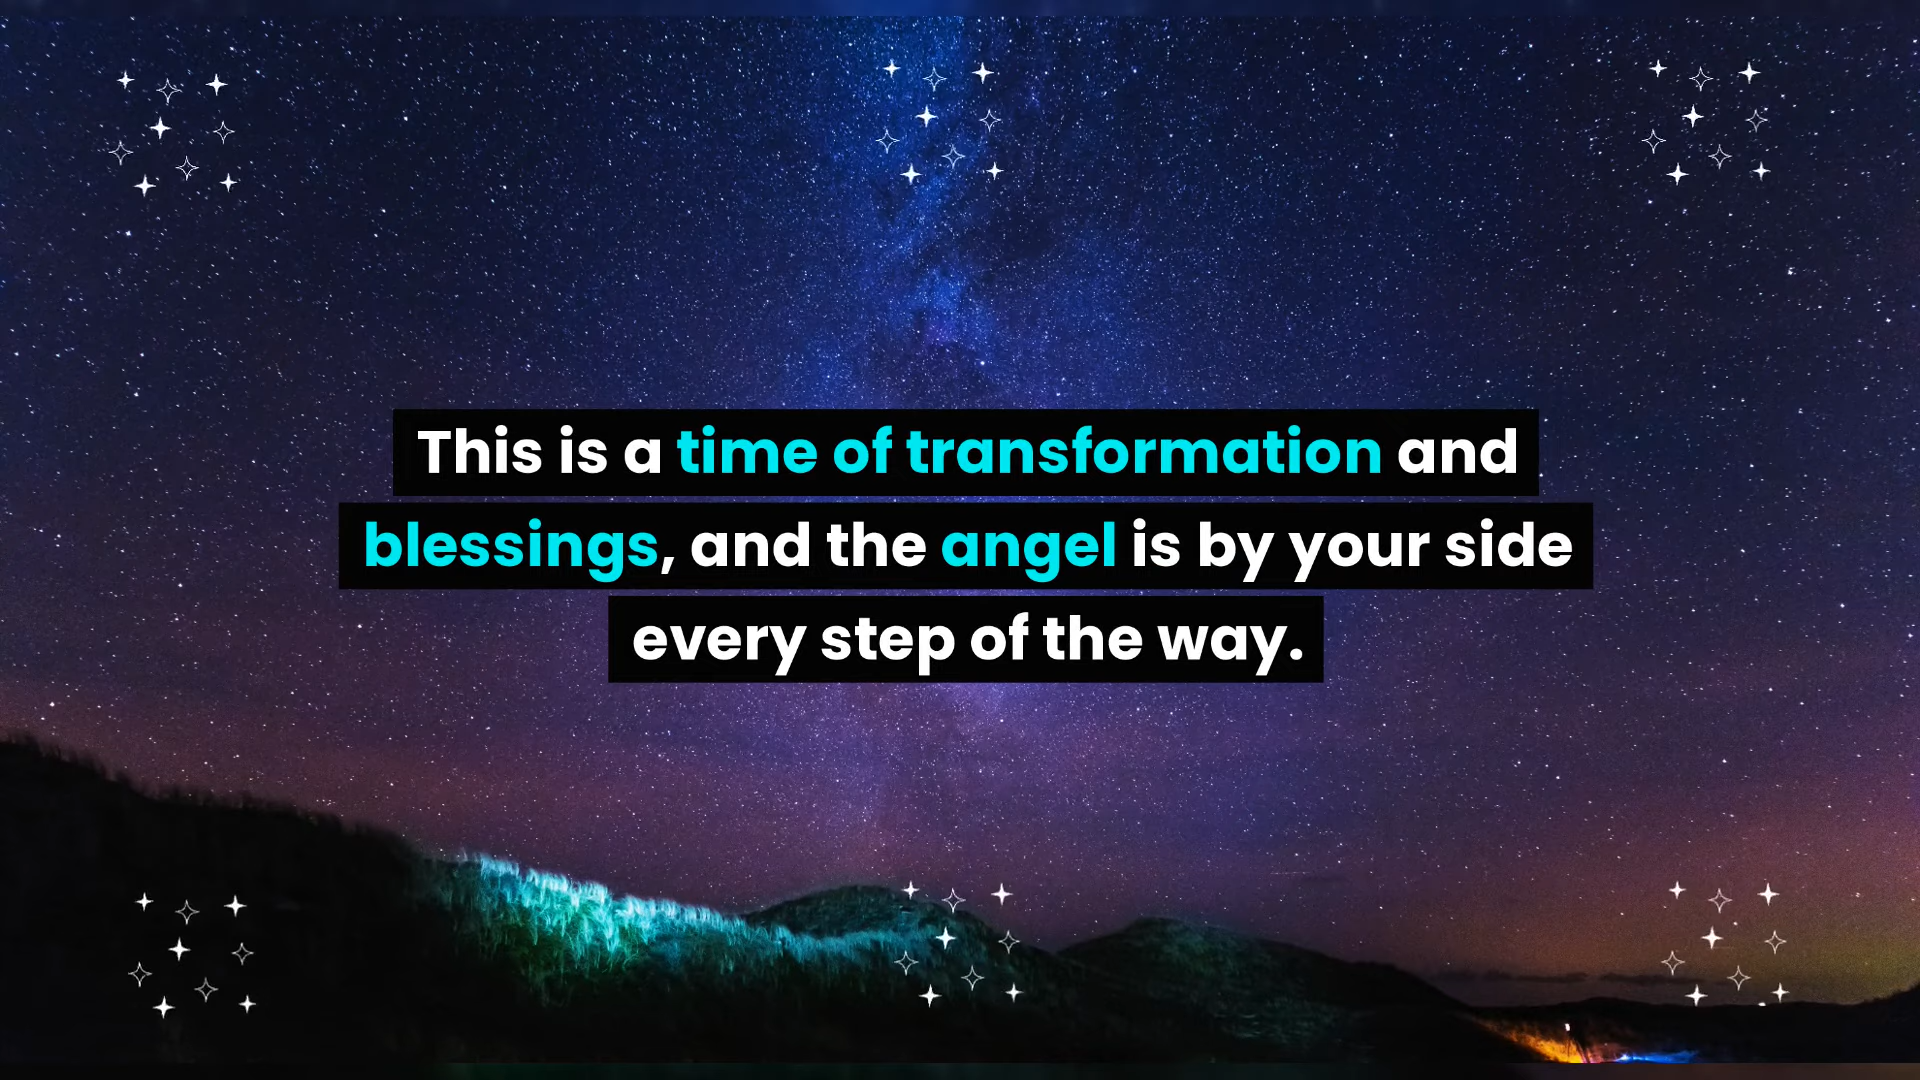 This is a time of transformation and
blessings, and the angel is by your side
every step of the way.